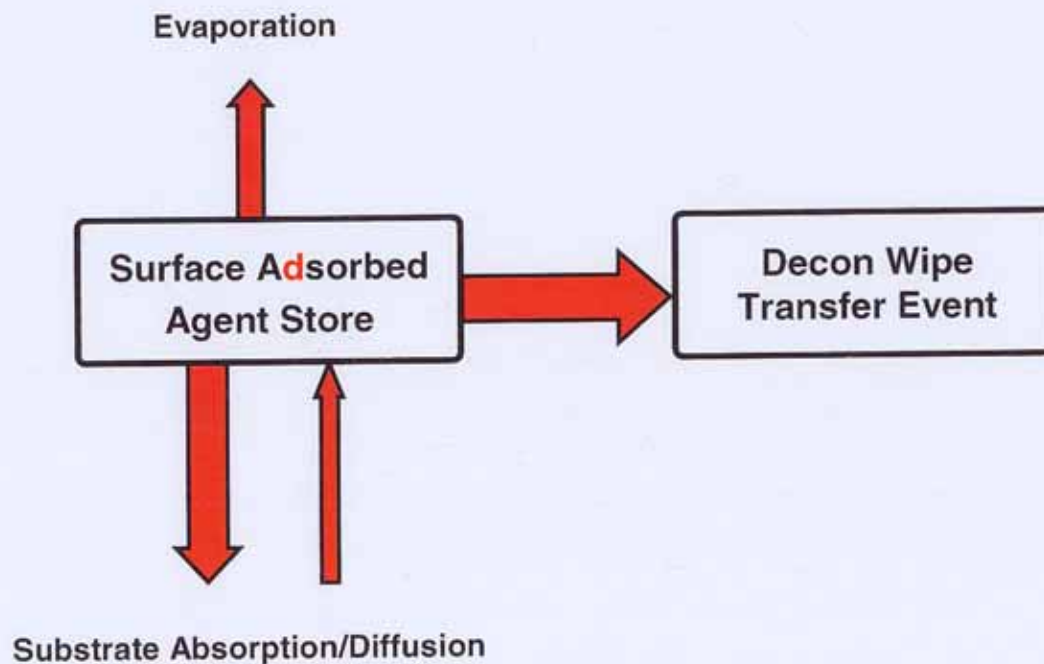 Evaporation
Surface Adsorbed
Agent Store
Decon Wipe
Transfer Event
Substrate Absorption/Diffusion